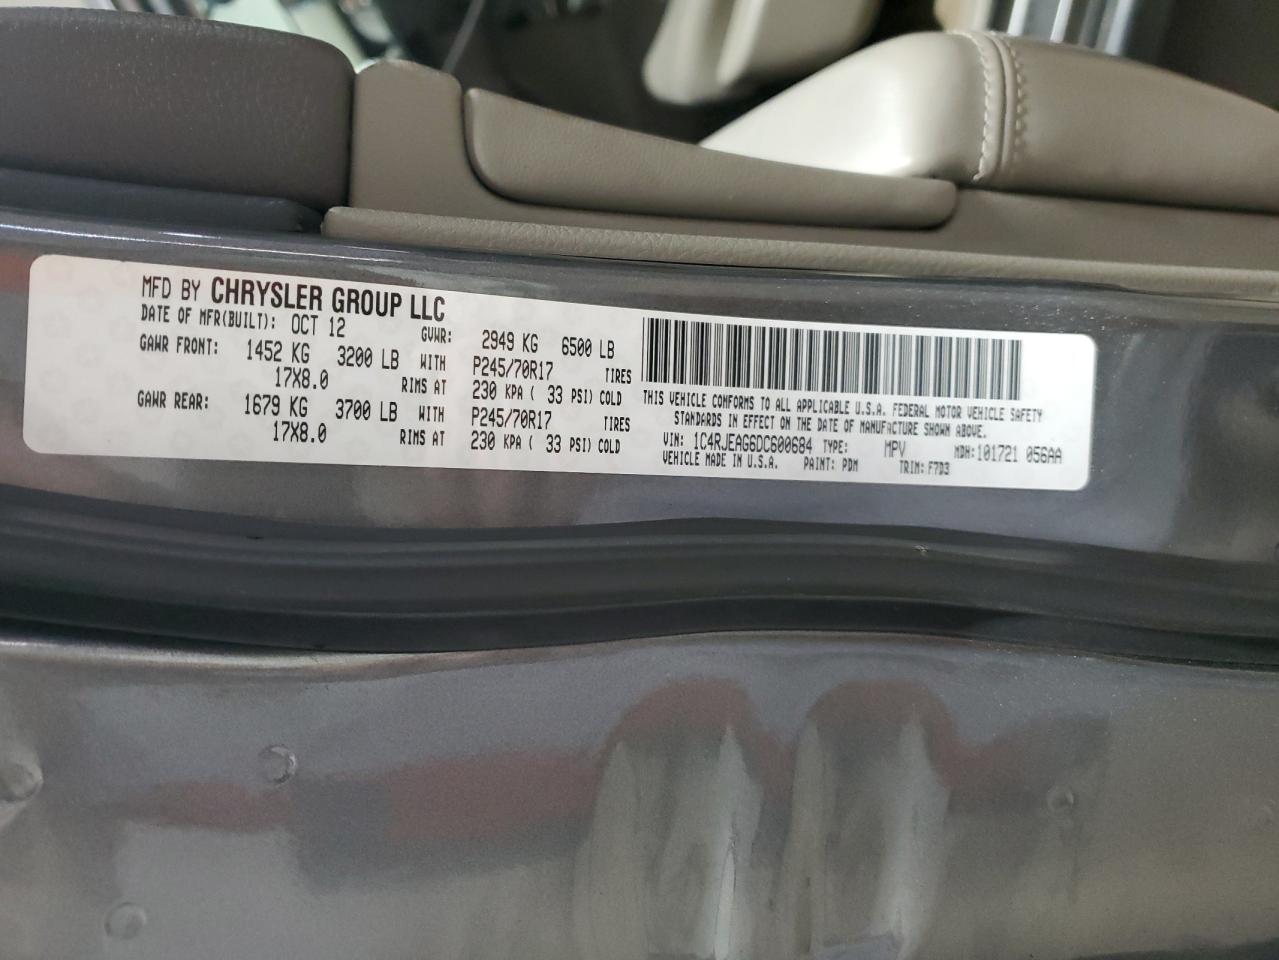 MFD BY CHRYSLER GROUP LLC
DATE OF MFR(BUILT): OCT 12 GVWR: 2949 KG 6500 LB
GAWR FRONT: 1452 KG 3200 LB WITH P245/70R17 TIRES
17X8.0 RIMS AT 230 KPA ( 33 PSI) COLD
GAWR REAR: 1679 KG 3700 LB WITH P245/70R17 TIRES
17X8.0 RIMS AT 230 KPA ( 33 PSI) COLD
THIS VEHICLE CONFORMS TO ALL APPLICABLE U.S.A. FEDERAL MOTOR VEHICLE SAFETY
STANDARDS IN EFFECT ON THE DATE OF MANUFACTURE SHOWN ABOVE.
VIN: 1C4RJEAG6DC600684 TYPE: MPV MDH:101721 056AA
VEHICLE MADE IN U.S.A. PAINT: PDM TRIM: F7D3